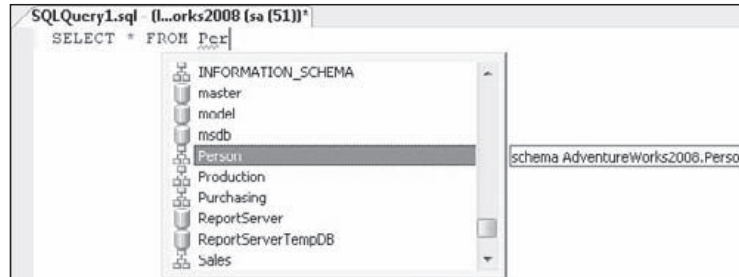 SQLQuery1.sql - (l...orks2008 (sa (51))*
SELECT * FROM Per
INFORMATION_SCHEMA
master
model
msdb
Person
schema AdventureWorks2008.Perso
Production
Purchasing
ReportServer
ReportServerTempDB
Sales